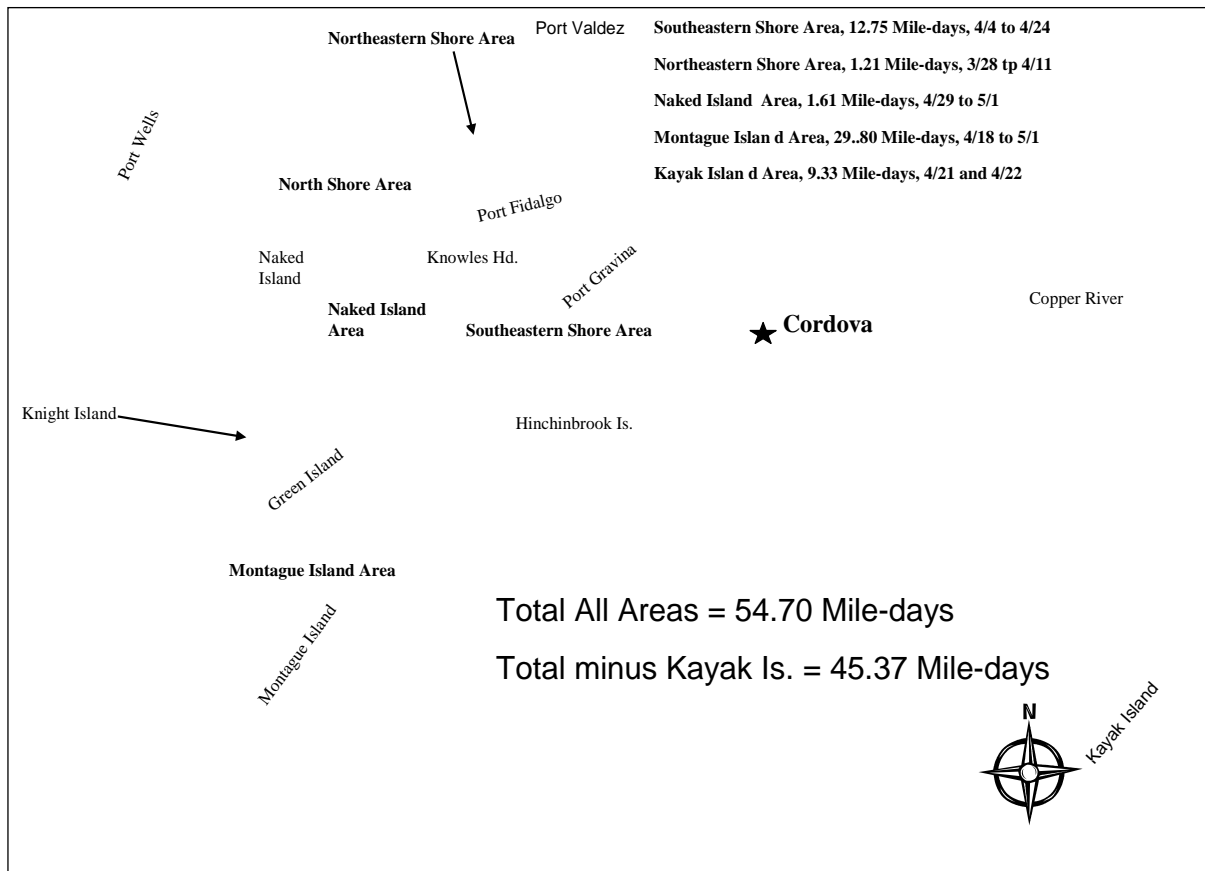 Northeastern Shore Area
Port Valdez
Southeastern Shore Area, 12.75 Mile-days, 4/4 to 4/24
Northeastern Shore Area, 1.21 Mile-days, 3/28 tp 4/11
Naked Island  Area, 1.61 Mile-days, 4/29 to 5/1
Montague Islan d Area, 29..80 Mile-days, 4/18 to 5/1
Kayak Islan d Area, 9.33 Mile-days, 4/21 and 4/22
Port Wells
North Shore Area
Port Fidalgo
Naked
Island
Knowles Hd.
Port Gravina
Copper River
Naked Island
Area
Southeastern Shore Area
Cordova
Knight Island
Hinchinbrook Is.
Green Island
Montague Island Area
Montague Island
Total All Areas = 54.70 Mile-days
Total minus Kayak Is. = 45.37 Mile-days
N
Kayak Island